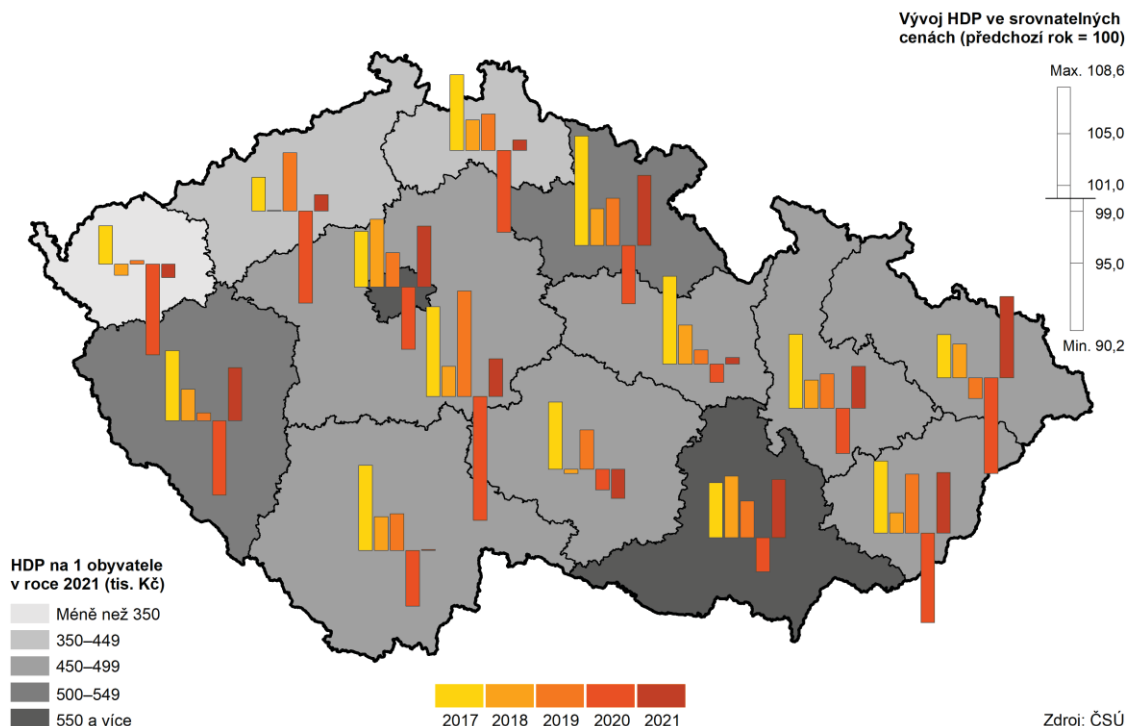 Vývoj HDP ve srovnatelných
cenách (předchozí rok = 100)
Max. 108,6
105,0
101,0
99,0
95,0
Min. 90,2
HDP na 1 obyvatele
v roce 2021 (tis. Kč)
Méně než 350
350–449
450–499
500–549
550 a více
2017 2018 2019 2020 2021
Zdroj: ČSÚ